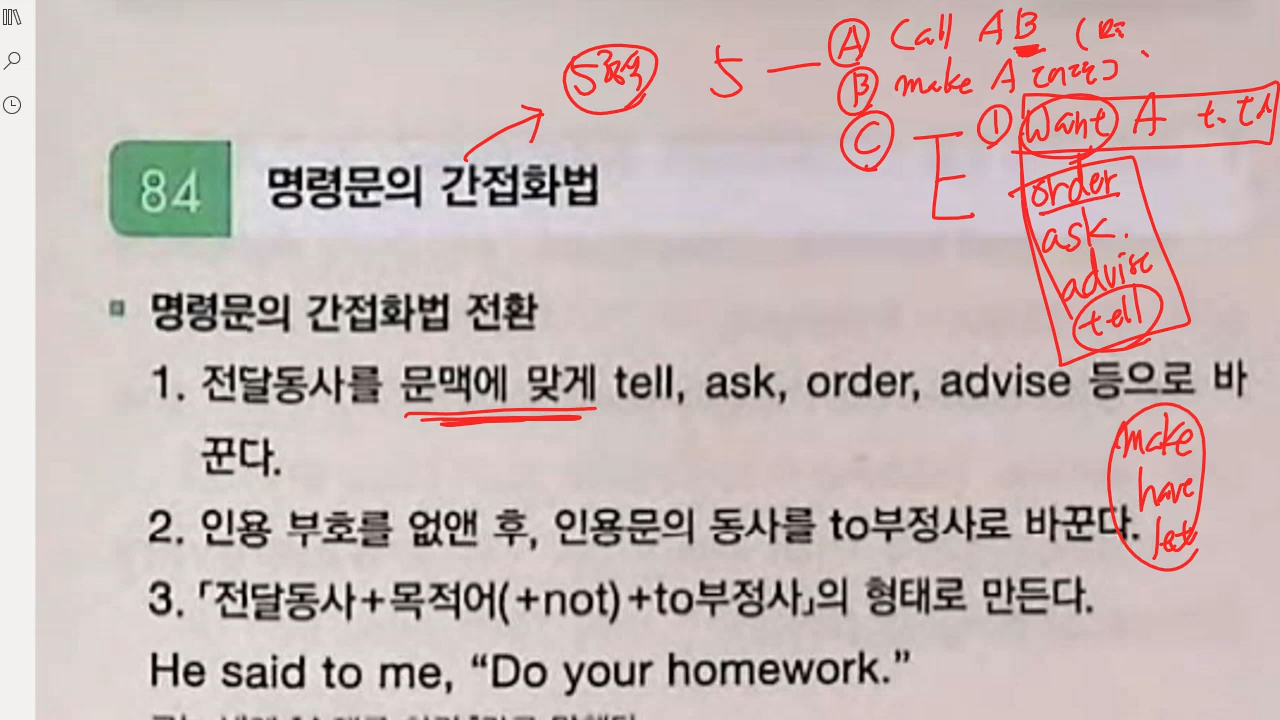 5형식 5 — Ⓐ Call A B
Ⓑ make A
Ⓒ ① want A
order
ask.
advise
tell
84 명령문의 간접화법
명령문의 간접화법 전환
1. 전달동사를 문맥에 맞게 tell, ask, order, advise 등으로 바
꾼다.
make
have
2. 인용 부호를 없앤 후, 인용문의 동사를 to부정사로 바꾼다.
3. 「전달동사+목적어(+not)+to부정사」의 형태로 만든다.
He said to me, “Do your homework.”